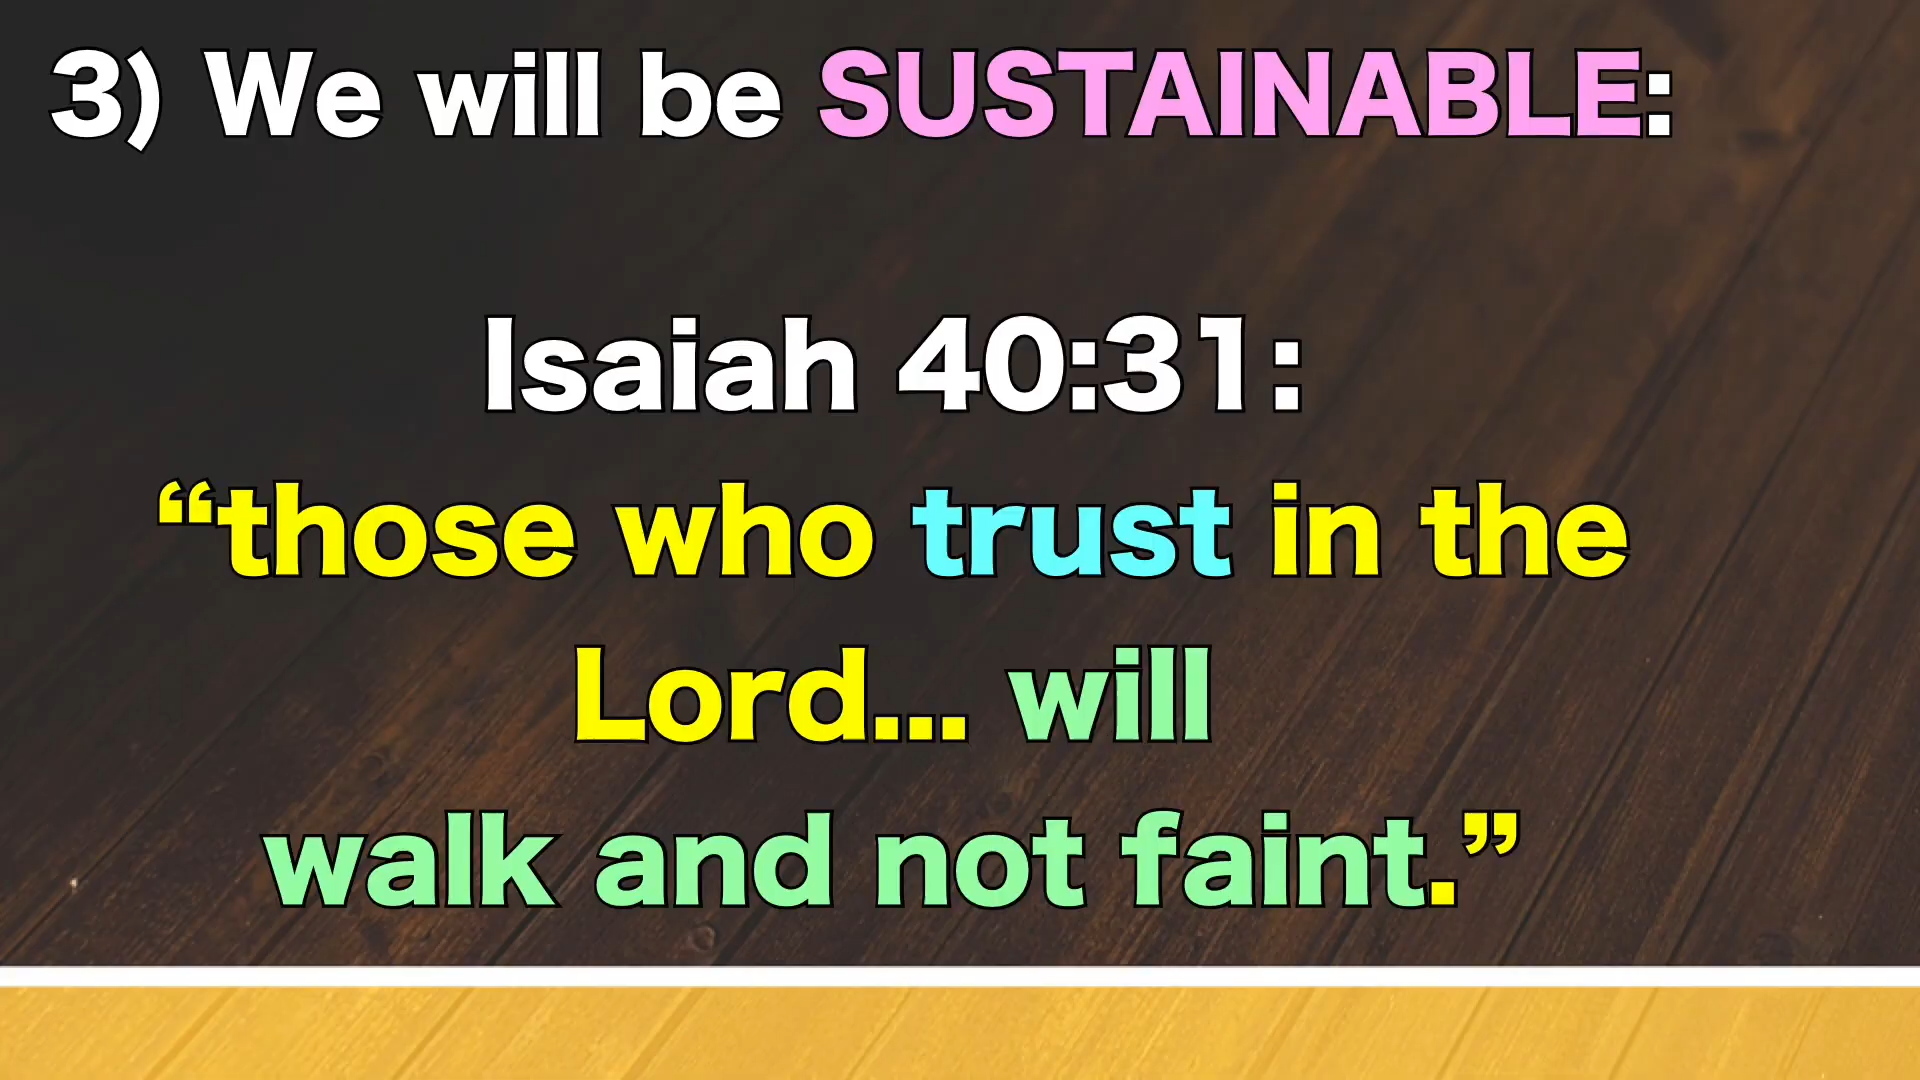 3) We will be SUSTAINABLE:
Isaiah 40:31:
“those who trust in the
Lord... will
walk and not faint.”